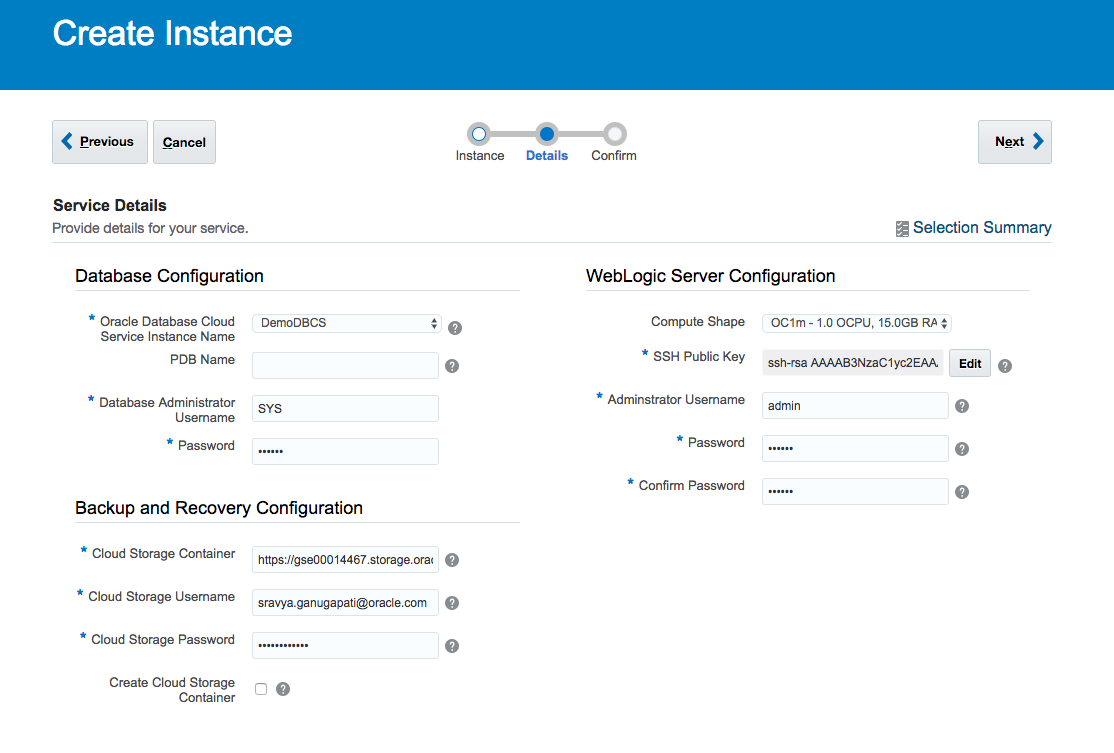 Create Instance
Previous
Cancel
Instance
Details
Confirm
Next
Service Details
Provide details for your service.
Selection Summary
Database Configuration
* Oracle Database Cloud
Service Instance Name
DemoDBCS
?
PDB Name
?
* Database Administrator
Username
SYS
* Password
••••••
Backup and Recovery Configuration
* Cloud Storage Container
https://gse00014467.storage.orac
?
* Cloud Storage Username
sravya.ganugapati@oracle.com
?
* Cloud Storage Password
••••••••••••
?
Create Cloud Storage
Container
?
WebLogic Server Configuration
Compute Shape
OC1m - 1.0 OCPU, 15.0GB RA
* SSH Public Key
ssh-rsa AAAAB3NzaC1yc2EAA
Edit
?
* Adminstrator Username
admin
?
* Password
••••••
?
* Confirm Password
••••••
?